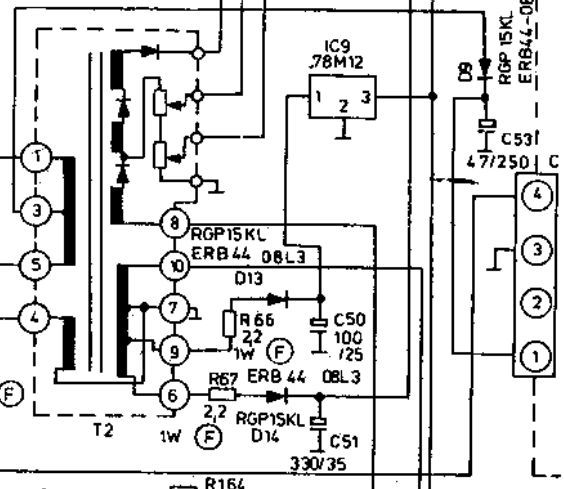 IC9
78M12
1
2
3
D9
RGP 15KL
ERB44-08
C53
47/250
C
4
3
2
1
1
3
5
4
8
10
7
9
6
RGP15KL
ERB44 08L3
D13
R66
2,2
1W
F
C50
100
/25
R67
2,2
1W
F
ERB 44 08L3
RGP15KL
D14
C51
330/35
T2
F
R164